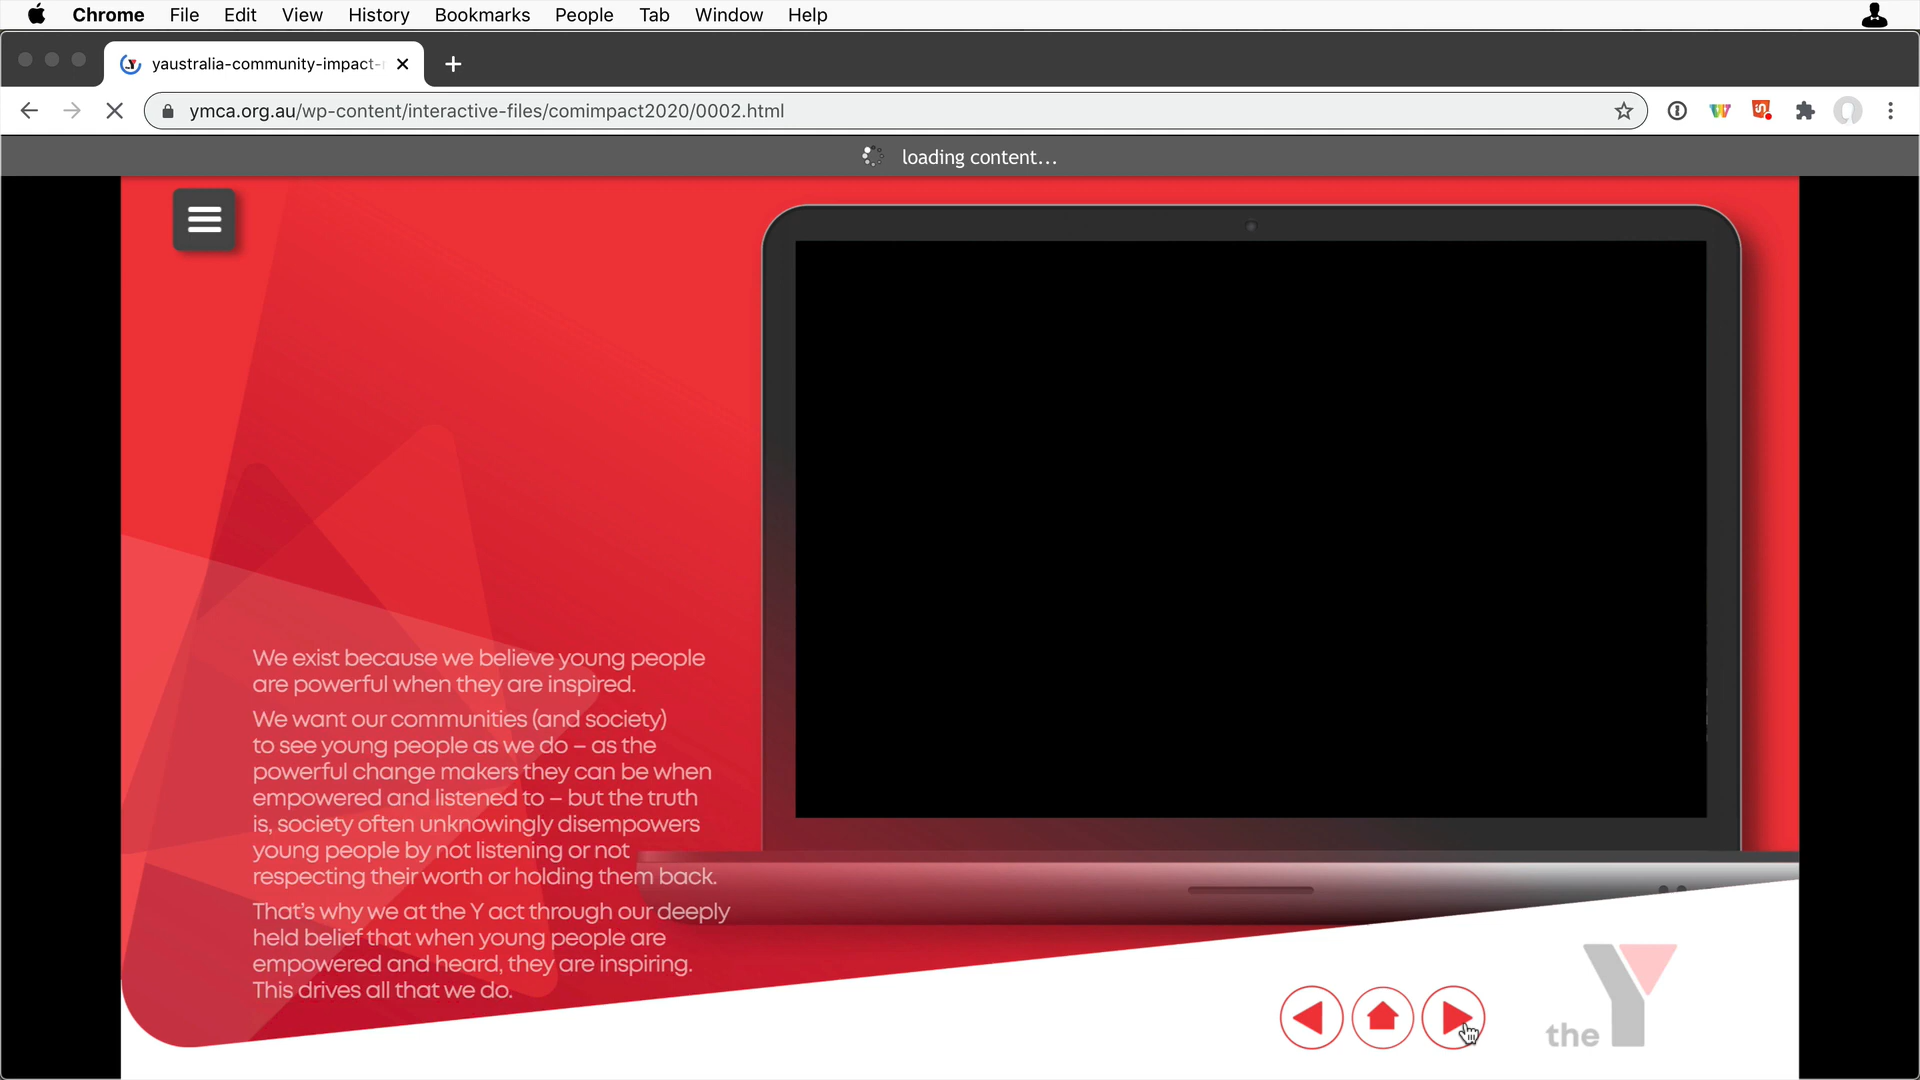 Chrome File Edit View History Bookmarks People Tab Window Help
yaustralia-community-impact-
ymca.org.au/wp-content/interactive-files/comimpact2020/0002.html
loading content...
We exist because we believe young people
are powerful when they are inspired.
We want our communities (and society)
to see young people as we do – as the
powerful change makers they can be when
empowered and listened to – but the truth
is, society often unknowingly disempowers
young people by not listening or not
respecting their worth or holding them back.
That's why we at the Y act through our deeply
held belief that when young people are
empowered and heard, they are inspiring.
This drives all that we do.
the Y